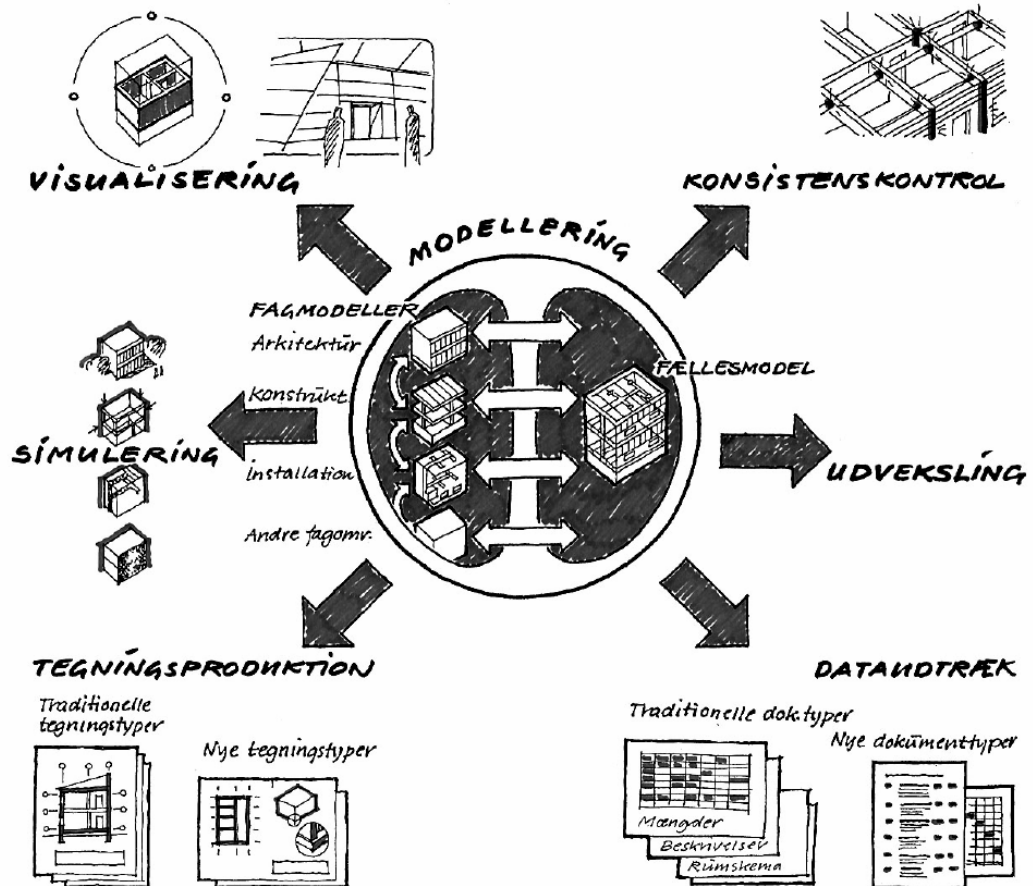 VISUALISERING
KONSISTENSKONTROL
MODELLERING
FAGMODELLER
Arkitektur
FÆLLESMODEL
Konstrukt.
SIMULERING
Installation
UDVEKSLING
Andre fagomr.
TEGNINGSPRODUKTION
DATAUDTRÆK
Traditionelle
tegningstyper
Nye tegningstyper
Traditionelle dok.typer
Nye dokumenttyper
Mængder
Beskrivelser
Rumskema